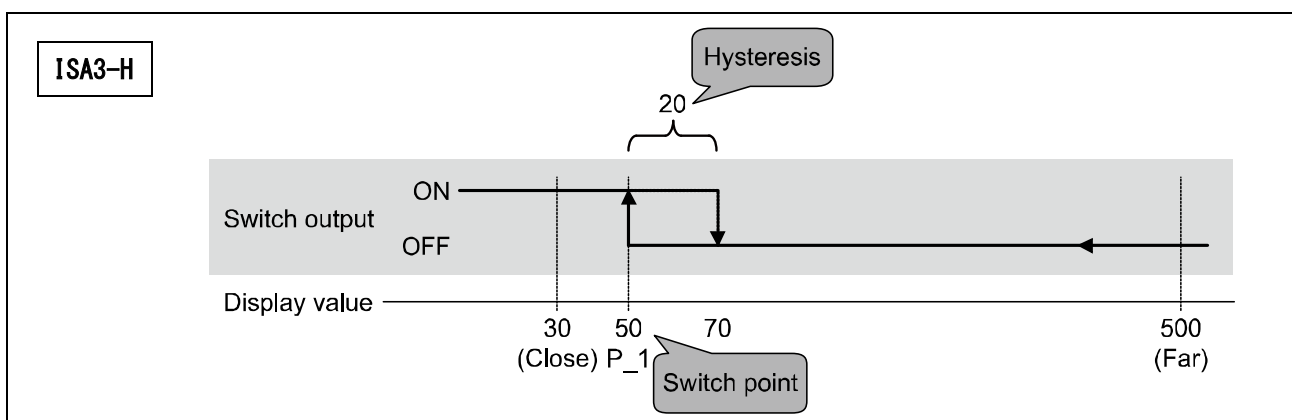 ISA3-H
Hysteresis
20
ON
Switch output
OFF
Display value
30 50 70 500
(Close) P_1 (Far)
Switch point